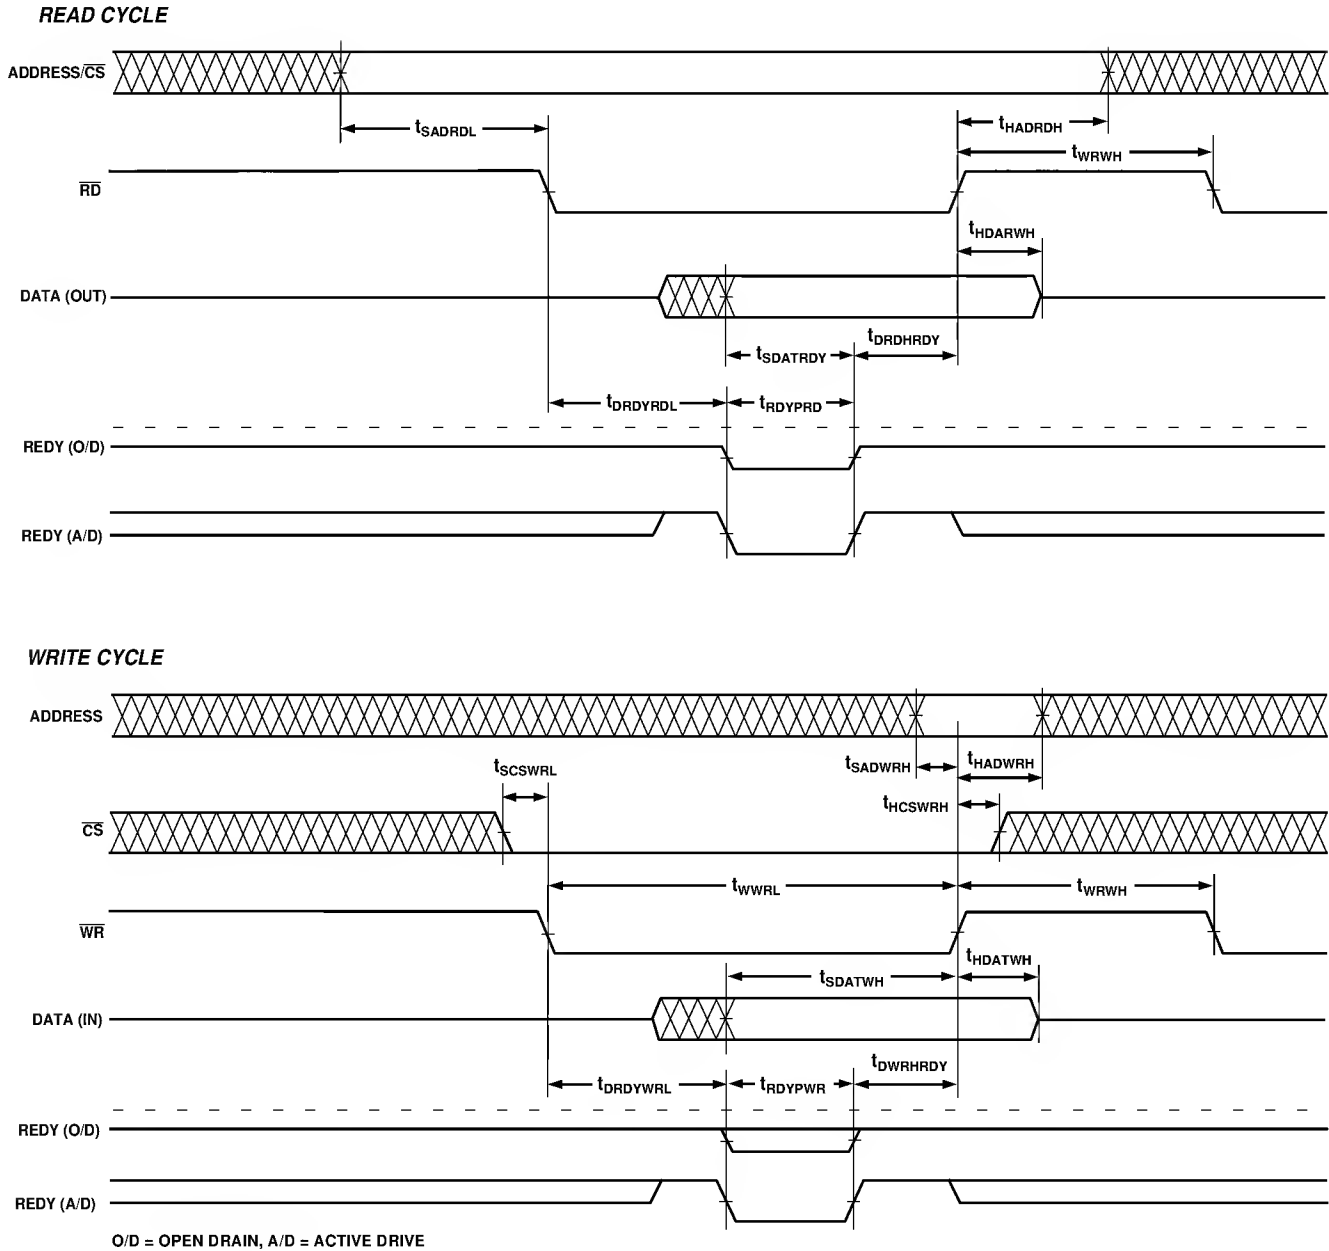 READ CYCLE
ADDRESS/CS
tSADRDL
tHADRDH
tWRWH
RD
tHDARWH
DATA (OUT)
tDRDHRDY
tSDATRDY
tDRDYRDL
tRDYPRD
REDY (O/D)
REDY (A/D)
WRITE CYCLE
ADDRESS
tSCSWRL
tSADWRH
tHADWRH
tHCSWRH
CS
tWWRL
tWRWH
WR
tHDATWH
tSDATWH
DATA (IN)
tDWRHRDY
tDRDYWRL
tRDYPWR
REDY (O/D)
REDY (A/D)
O/D = OPEN DRAIN, A/D = ACTIVE DRIVE